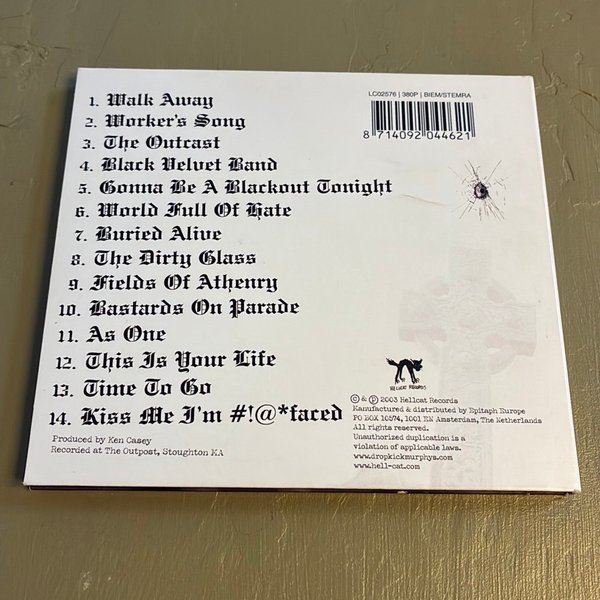 LC02576 | 380P | BIEM/STEMRA
8 714092 044621
1. Walk Away
2. Worker's Song
3. The Outcast
4. Black Velvet Band
5. Gonna Be A Blackout Tonight
6. World Full Of Hate
7. Buried Alive
8. The Dirty Glass
9. Fields Of Athenry
10. Bastards On Parade
11. As One
12. This Is Your Life
13. Time To Go
14. Kiss Me I'm #!@*faced
Produced by Ken Casey
Recorded at The Outpost, Stoughton MA
HELLCAT RECORDS
© & ℗ 2003 Hellcat Records
Manufactured & distributed by Epitaph Europe
PO BOX 10574, 1001 EN Amsterdam, The Netherlands
All rights reserved.
Unauthorized duplication is a
violation of applicable laws.
www.dropkickmurphys.com
www.hell-cat.com